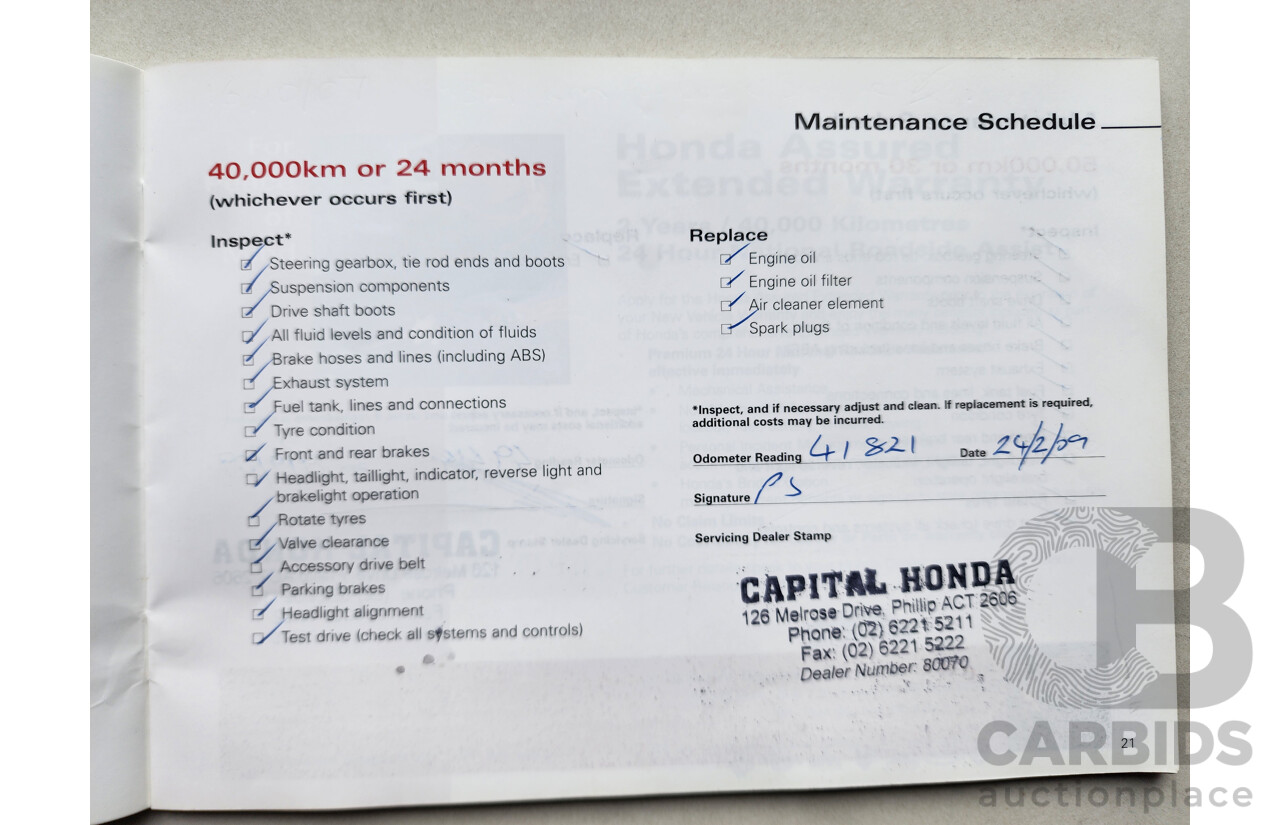 Maintenance Schedule
40,000km or 24 months
(whichever occurs first)
Inspect*
Steering gearbox, tie rod ends and boots
Suspension components
Drive shaft boots
All fluid levels and condition of fluids
Brake hoses and lines (including ABS)
Exhaust system
Fuel tank, lines and connections
Tyre condition
Front and rear brakes
Headlight, taillight, indicator, reverse light and
brakelight operation
Rotate tyres
Valve clearance
Accessory drive belt
Parking brakes
Headlight alignment
Test drive (check all systems and controls)
Replace
Engine oil
Engine oil filter
Air cleaner element
Spark plugs
*Inspect, and if necessary adjust and clean. If replacement is required,
additional costs may be incurred.
Odometer Reading 41821 Date 24/2/09
Signature PS
Servicing Dealer Stamp
CAPITAL HONDA
126 Melrose Drive, Phillip ACT 2606
Phone: (02) 6221 5211
Fax: (02) 6221 5222
Dealer Number: 80070
21
CARBIDS
auctionplace